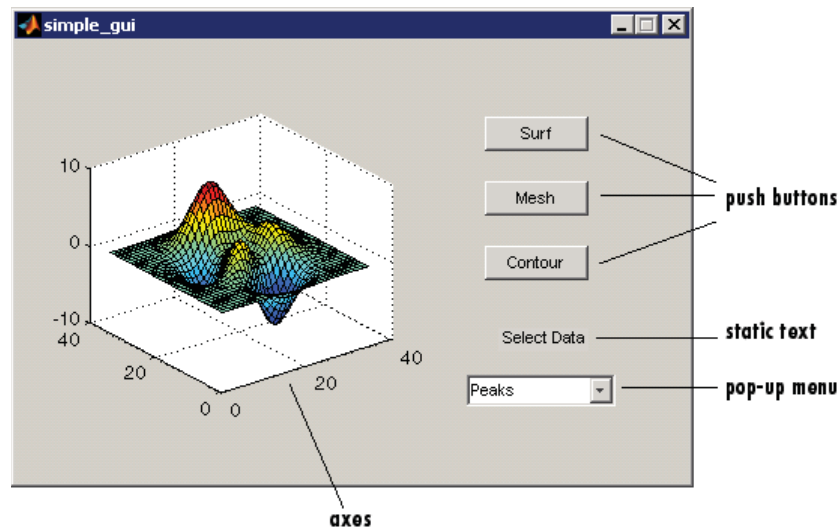 simple_gui
Surf
Mesh
push buttons
Contour
Select Data
static text
Peaks
pop-up menu
10
0
-10
40
20
0
0
20
40
axes